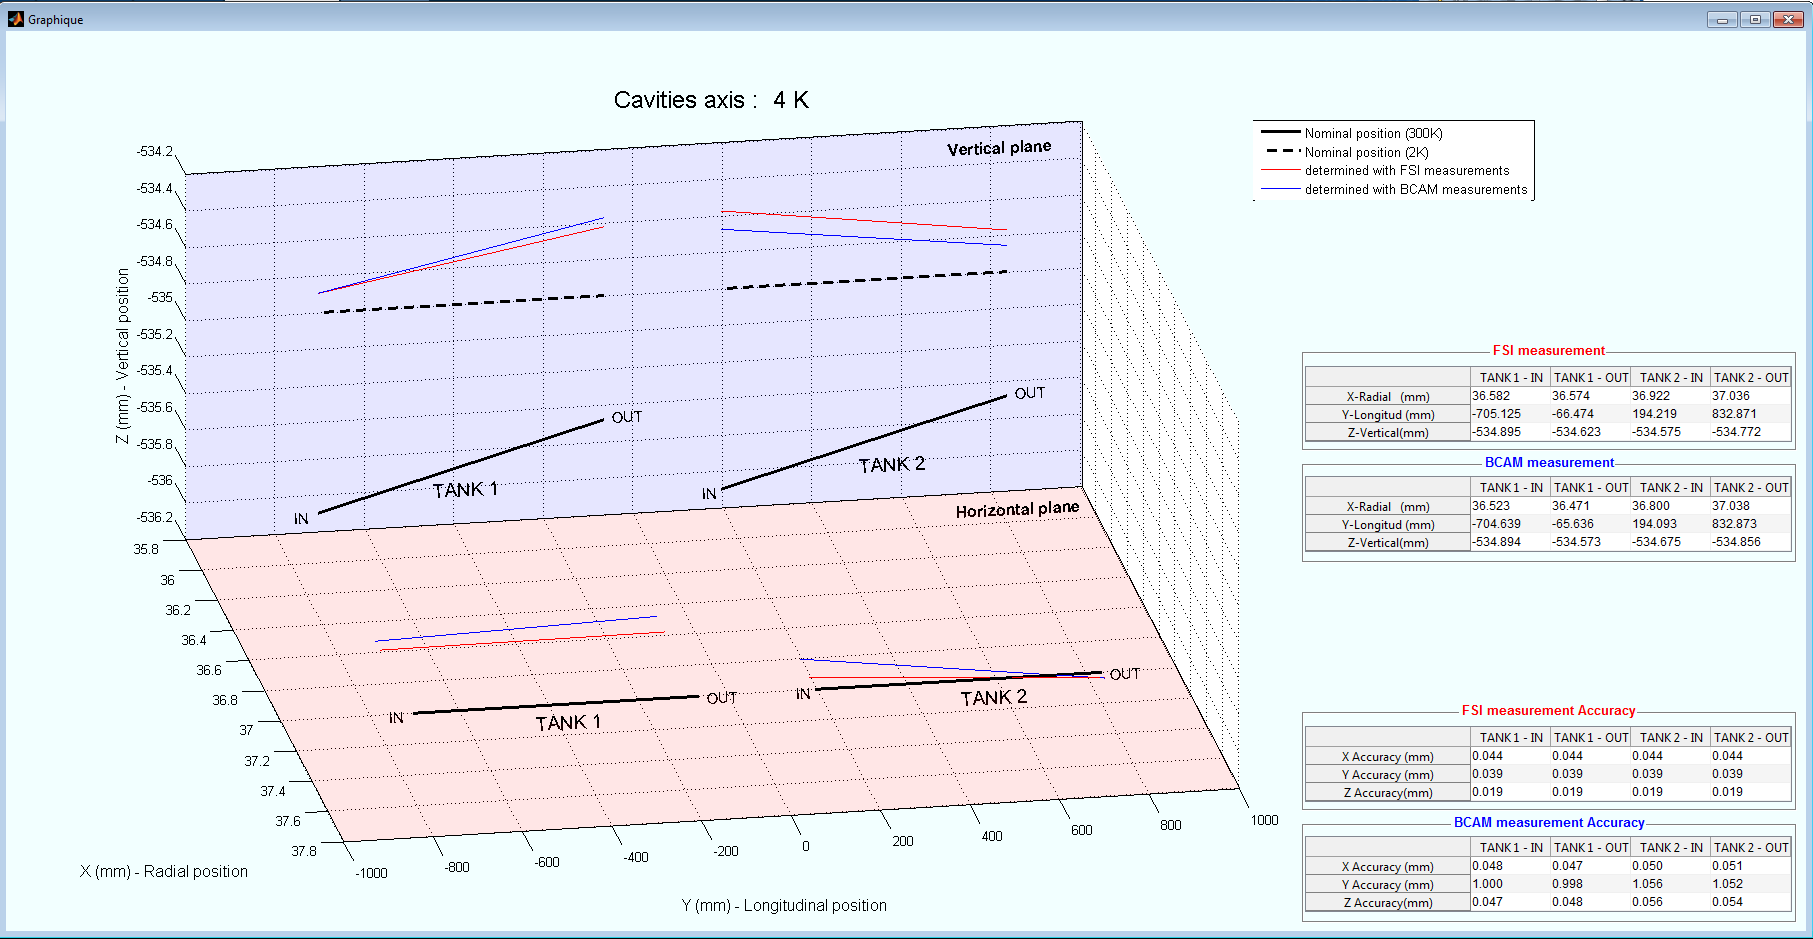 Graphique
Cavities axis :  4 K
Nominal position (300K)
Nominal position (2K)
determined with FSI measurements
determined with BCAM measurements
Vertical plane
Z (mm) - Vertical position
-534.2
-534.4
-534.6
-534.8
-535
-535.2
-535.4
-535.6
-535.8
-536
-536.2
IN
TANK 1
OUT
IN
TANK 2
OUT
Horizontal plane
35.8
36
36.2
36.4
36.6
36.8
37
37.2
37.4
37.6
37.8
IN
TANK 1
OUT
IN
TANK 2
OUT
X (mm) - Radial position
-1000
-800
-600
-400
-200
0
200
400
600
800
1000
Y (mm) - Longitudinal position
FSI measurement
TANK 1 - IN TANK 1 - OUT TANK 2 - IN TANK 2 - OUT
X-Radial (mm) 36.582 36.574 36.922 37.036
Y-Longitud (mm) -705.125 -66.474 194.219 832.871
Z-Vertical(mm) -534.895 -534.623 -534.575 -534.772
BCAM measurement
TANK 1 - IN TANK 1 - OUT TANK 2 - IN TANK 2 - OUT
X-Radial (mm) 36.523 36.471 36.800 37.038
Y-Longitud (mm) -704.639 -65.636 194.093 832.873
Z-Vertical(mm) -534.894 -534.573 -534.675 -534.856
FSI measurement Accuracy
TANK 1 - IN TANK 1 - OUT TANK 2 - IN TANK 2 - OUT
X Accuracy (mm) 0.044 0.044 0.044 0.044
Y Accuracy (mm) 0.039 0.039 0.039 0.039
Z Accuracy(mm) 0.019 0.019 0.019 0.019
BCAM measurement Accuracy
TANK 1 - IN TANK 1 - OUT TANK 2 - IN TANK 2 - OUT
X Accuracy (mm) 0.048 0.047 0.050 0.051
Y Accuracy (mm) 1.000 0.998 1.056 1.052
Z Accuracy(mm) 0.047 0.048 0.056 0.054